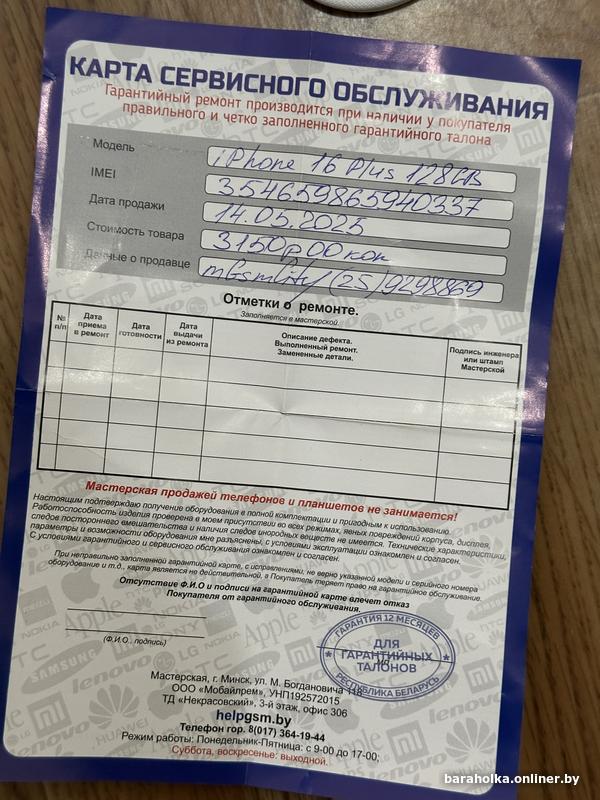 КАРТА СЕРВИСНОГО ОБСЛУЖИВАНИЯ
Гарантийный ремонт производится при наличии у покупателя
правильного и четко заполненного гарантийного талона
Модель iPhone 16 Plus 128GB
IMEI 354659865940337
Дата продажи 14.05.2025
Стоимость товара 3150р00коп
Данные о продавце mGsmCity (25)9298869
Отметки о ремонте.
Заполняется в мастерской
№ п/п Дата приема в ремонт Дата готовности Дата выдачи из ремонта Описание дефекта. Выполненный ремонт. Замененные детали. Подпись инженера или штамп Мастерской
Мастерская продажей телефонов и планшетов не занимается!
Настоящим подтверждаю получение оборудования в полной комплектации и пригодным к использованию
Работоспособность изделия проверена в моем присутствии во всех режимах, явных повреждений корпуса, дисплея,
следов постороннего вмешательства и наличия следов инородных веществ не имеется. Технические характеристики,
параметры и возможности оборудования мне разъяснены, с условиями эксплуатации ознакомлен и согласен.
С условиями гарантийного и сервисного обслуживания ознакомлен и согласен.
При неправильно заполненной гарантийной карте, с исправлениями, не верно указанной модели и серийного номера
оборудование и т.д., карта является не действительной, а Покупатель теряет право на гарантийное обслуживание.
Отсутствие Ф.И.О и подписи на гарантийной карте влечет отказ
Покупателя от гарантийного обслуживания.
(Ф.И.О., подпись)
ГАРАНТИЯ 12 МЕСЯЦЕВ
ДЛЯ
ГАРАНТИЙНЫХ
ТАЛОНОВ
РЕСПУБЛИКА БЕЛАРУСЬ
МП
Мастерская, г. Минск, ул. М. Богдановича 118
ООО «Мобайлпрем», УНП192572015
ТД «Некрасовский», 3-й этаж, офис 306
helpgsm.by
Телефон гор. 8(017) 364-19-44
Режим работы: Понедельник-Пятница: с 9-00 до 17-00;
Суббота, воскресенье: выходной.
baraholka.onliner.by